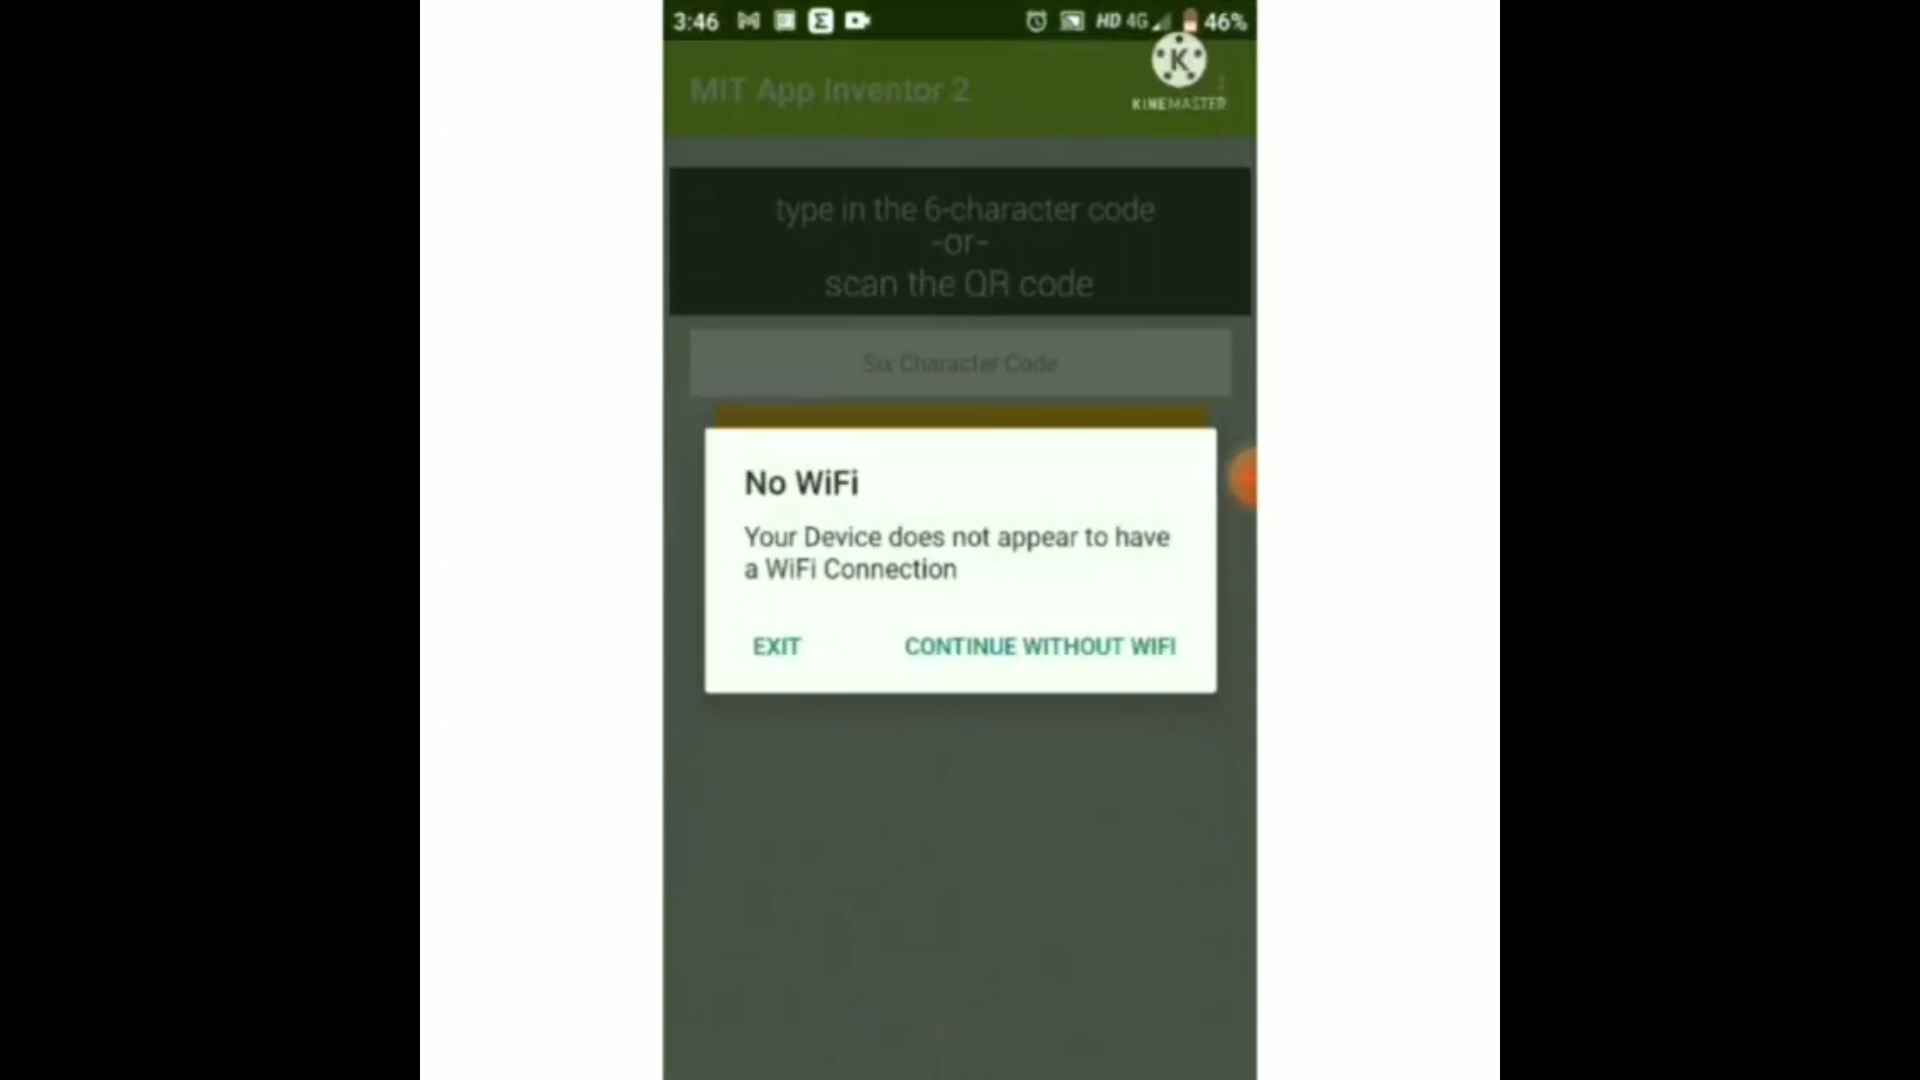 3:46 HD 4G 46%
MIT App Inventor 2
K
KINEMASTER
type in the 6-character code
-or-
scan the QR code
Six Character Code
No WiFi
Your Device does not appear to have
a WiFi Connection
EXIT CONTINUE WITHOUT WIFI